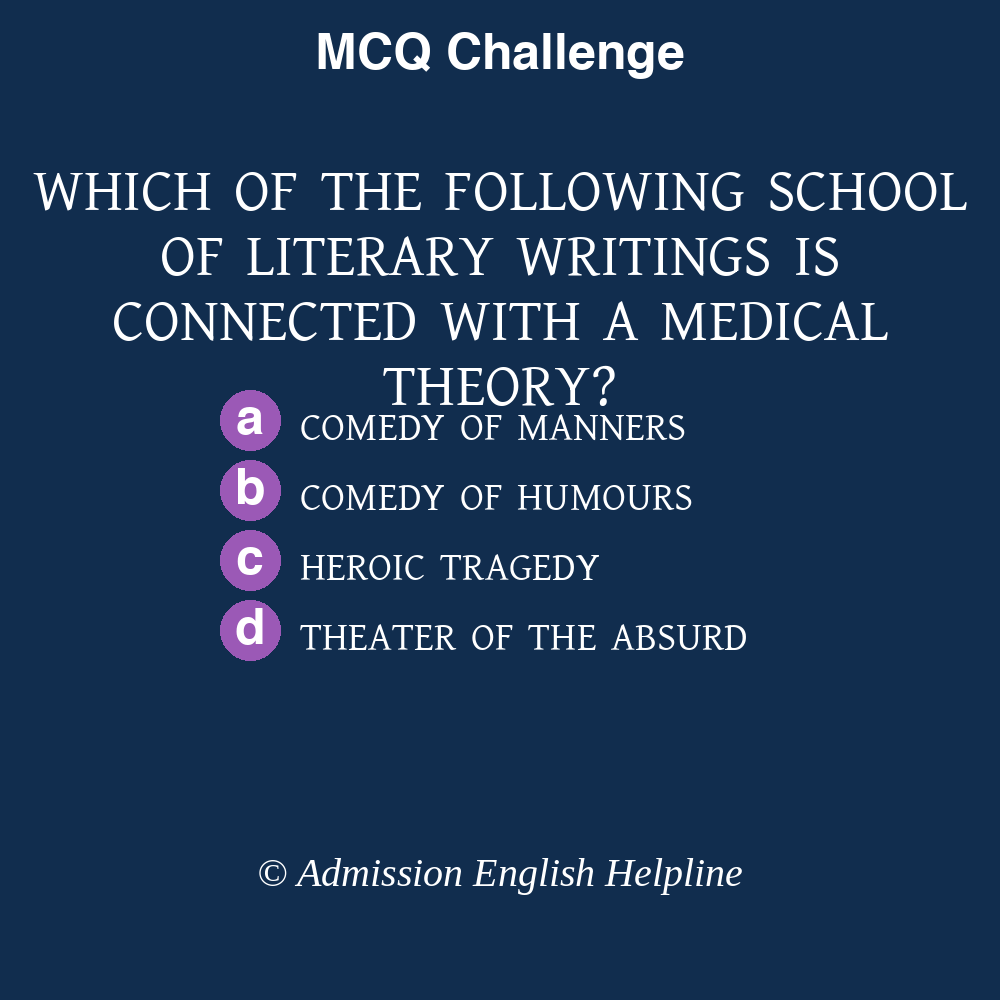 MCQ Challenge
WHICH OF THE FOLLOWING SCHOOL
OF LITERARY WRITINGS IS
CONNECTED WITH A MEDICAL
THEORY?
a COMEDY OF MANNERS
b COMEDY OF HUMOURS
c HEROIC TRAGEDY
d THEATER OF THE ABSURD
© Admission English Helpline